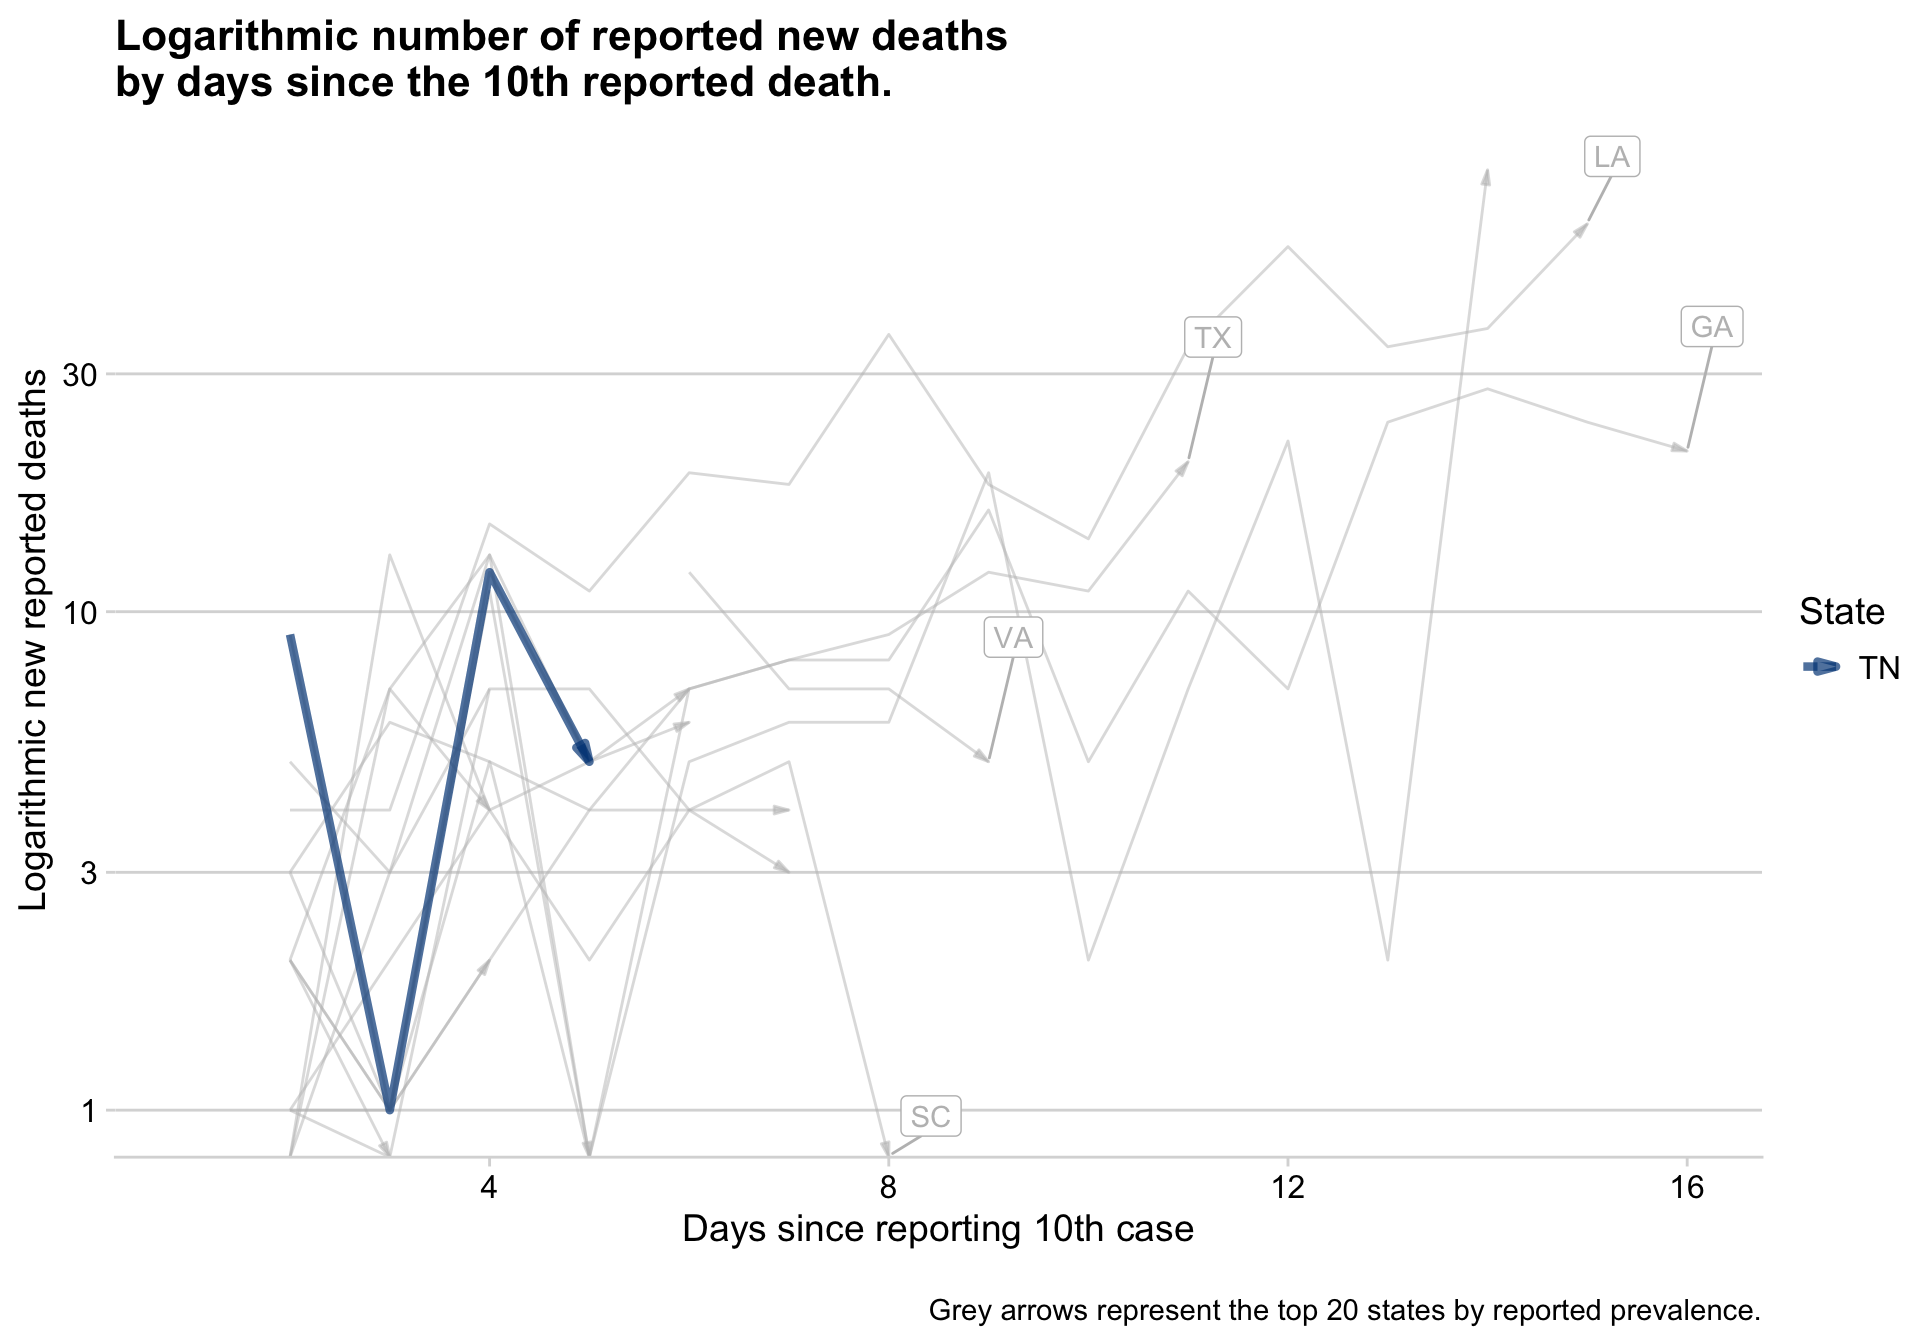 Logarithmic number of reported new deaths
by days since the 10th reported death.
LA
GA
TX
VA
SC
30
10
3
1
Logarithmic new reported deaths
4
8
12
16
Days since reporting 10th case
State
TN
Grey arrows represent the top 20 states by reported prevalence.